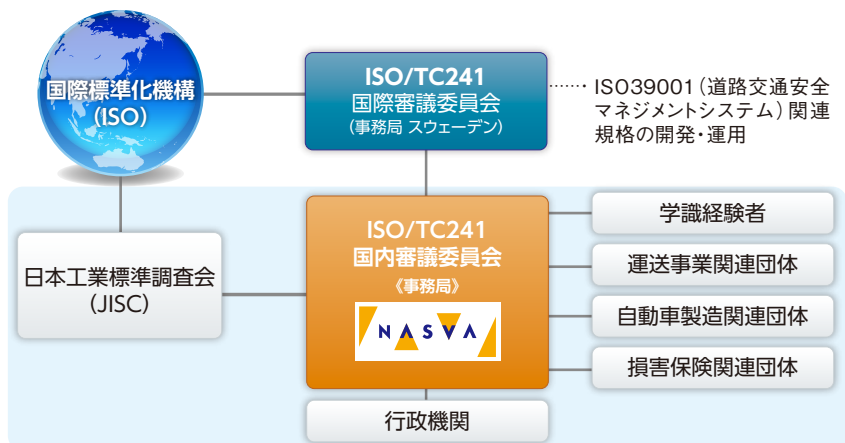 国際標準化機構
(ISO)
ISO/TC241
国際審議委員会
(事務局 スウェーデン)
……・ ISO39001(道路交通安全
マネジメントシステム)関連
規格の開発・運用
日本工業標準調査会
(JISC)
ISO/TC241
国内審議委員会
《事務局》
NASVA
学識経験者
運送事業関連団体
自動車製造関連団体
損害保険関連団体
行政機関